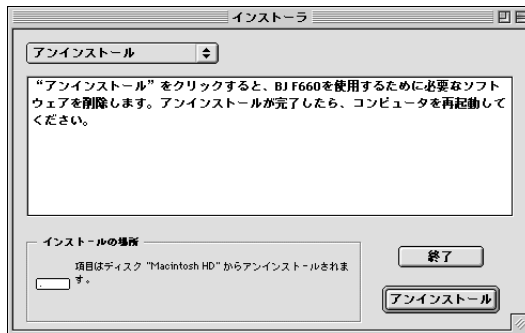 インストーラ
アンインストール
“アンインストール”をクリックすると、BJ F660を使用するために必要なソフト
ウェアを削除します。アンインストールが完了したら、コンピュータを再起動して
ください。
インストールの場所
項目はディスク "Macintosh HD" からアンインストールされま
す。
終了
アンインストール